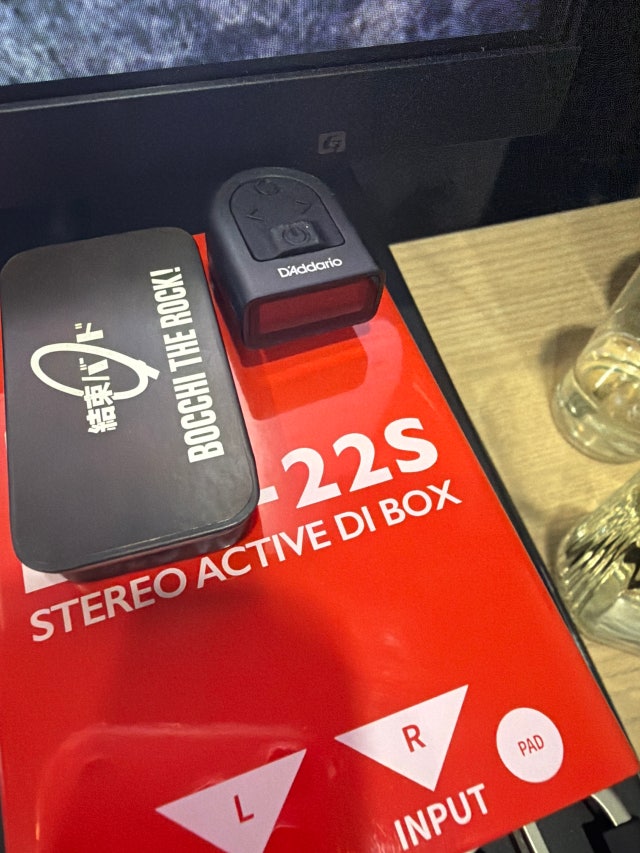 D'Addario
結束バンド
BOCCHI THE ROCK!
-22S
STEREO ACTIVE DI BOX
L
R
INPUT
PAD